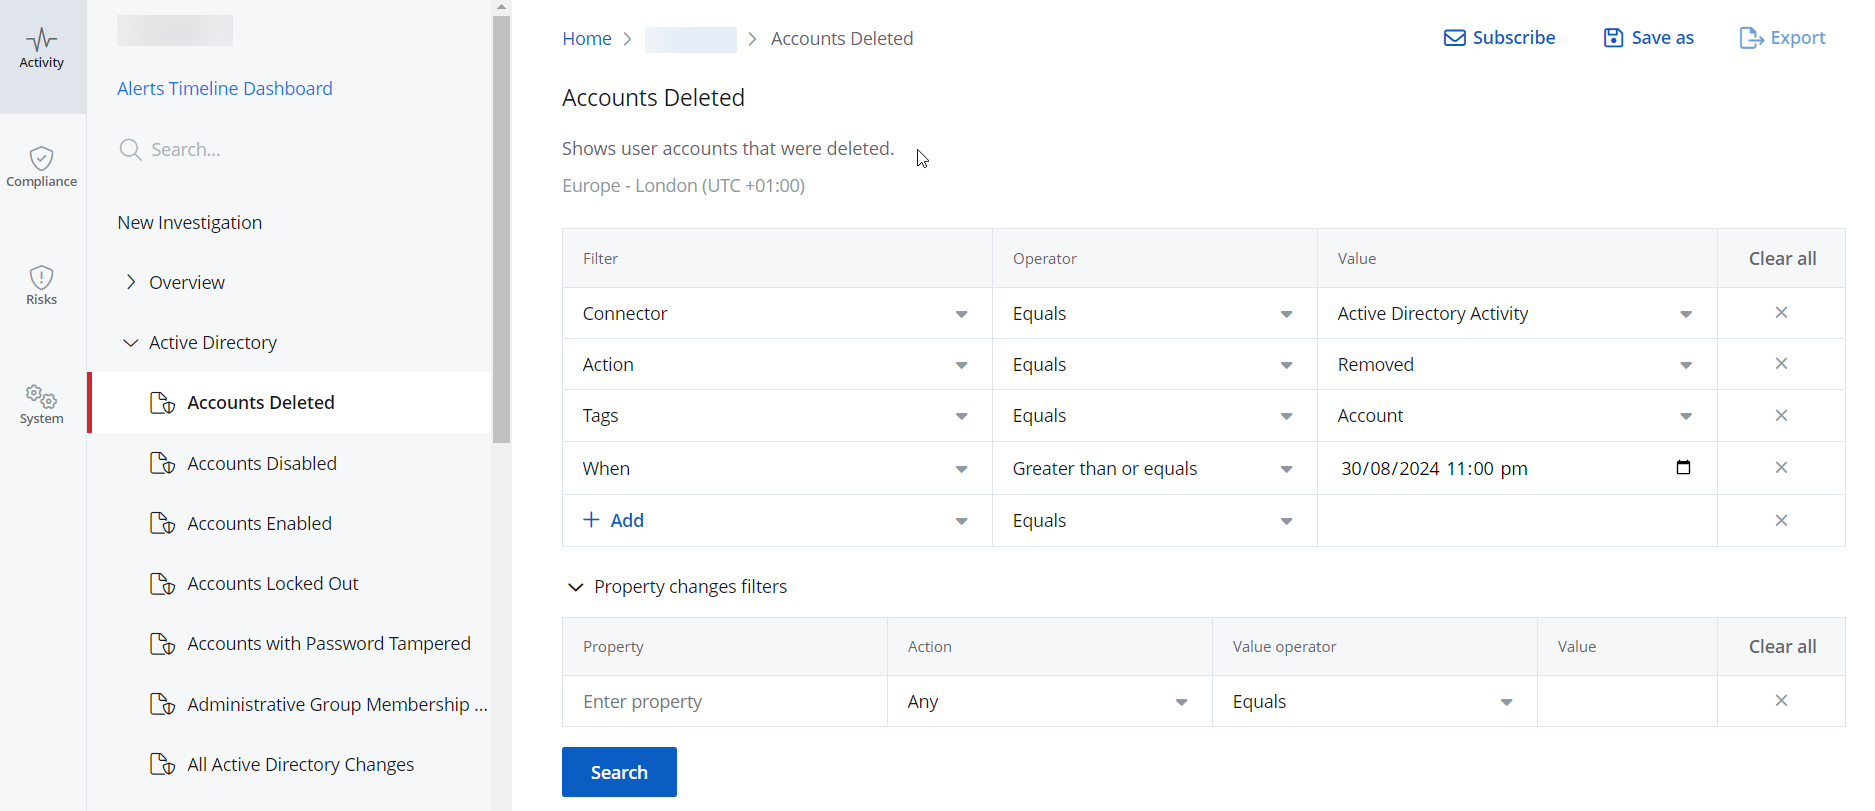 Activity
Compliance
Risks
System
Alerts Timeline Dashboard
Search...
New Investigation
Overview
Active Directory
Accounts Deleted
Accounts Disabled
Accounts Enabled
Accounts Locked Out
Accounts with Password Tampered
Administrative Group Membership ...
All Active Directory Changes
Home > > Accounts Deleted
Subscribe Save as Export
Accounts Deleted
Shows user accounts that were deleted.
Europe - London (UTC +01:00)
Filter Operator Value Clear all
Connector Equals Active Directory Activity
Action Equals Removed
Tags Equals Account
When Greater than or equals 30/08/2024 11:00 pm
+ Add Equals
Property changes filters
Property Action Value operator Value Clear all
Enter property Any Equals
Search